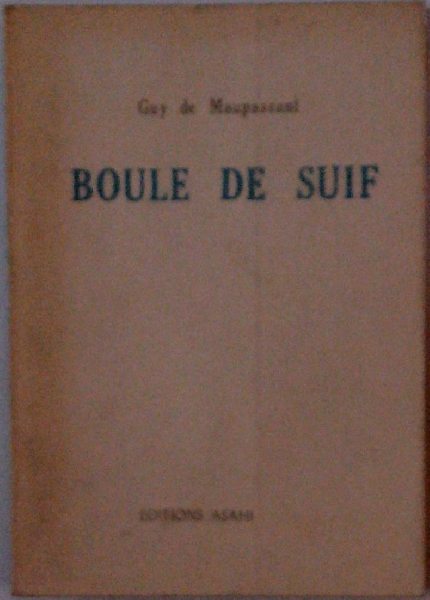 Guy de Maupassant
BOULE DE SUIF
EDITIONS ASAHI